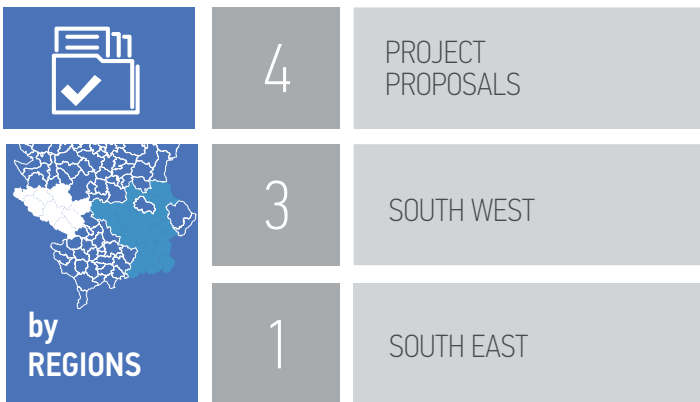 4
PROJECT
PROPOSALS
3
SOUTH WEST
by
REGIONS
1
SOUTH EAST